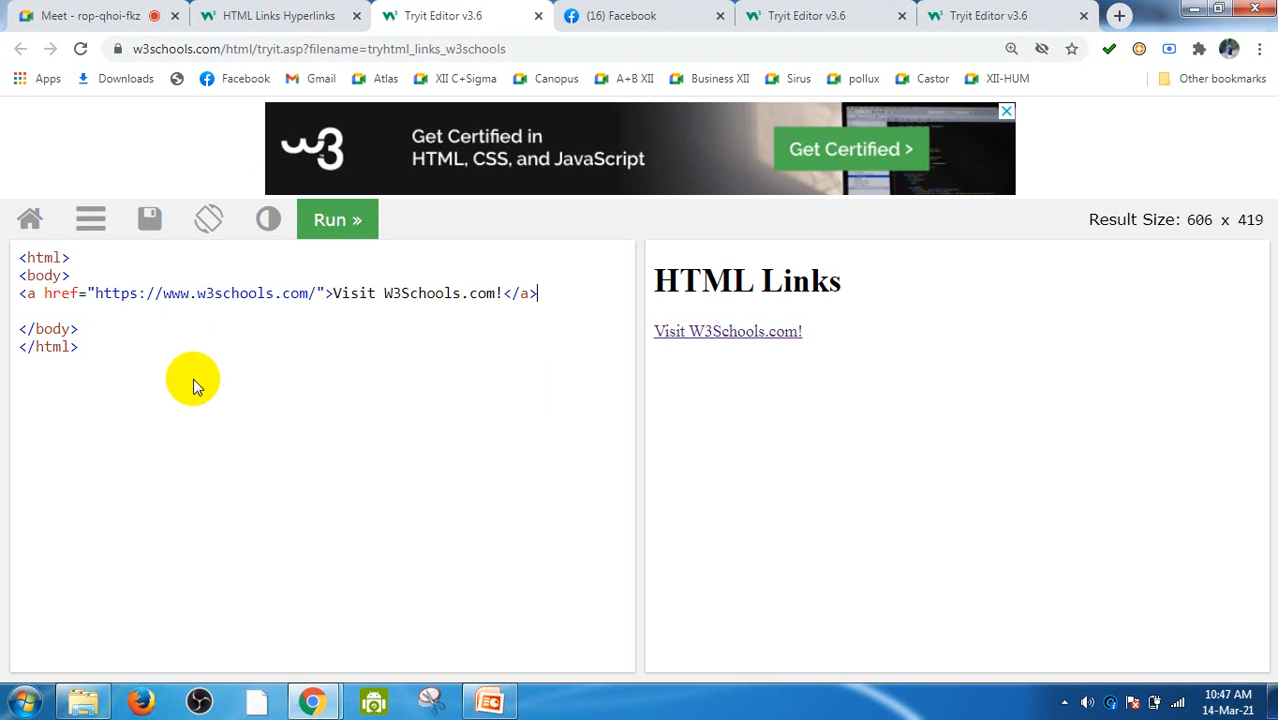 Meet - rop-qhoi-fkz
HTML Links Hyperlinks
Tryit Editor v3.6
(16) Facebook
Tryit Editor v3.6
Tryit Editor v3.6
w3schools.com/html/tryit.asp?filename=tryhtml_links_w3schools
Apps
Downloads
Facebook
Gmail
Atlas
XII C+Sigma
Canopus
A+B XII
Business XII
Sirus
pollux
Castor
XII-HUM
Other bookmarks
w3
Get Certified in
HTML, CSS, and JavaScript
Get Certified >
Run »
Result Size: 606 x 419
<html>
<body>
<a href="https://www.w3schools.com/">Visit W3Schools.com!</a>
</body>
</html>
HTML Links
Visit W3Schools.com!
10:47 AM
14-Mar-21